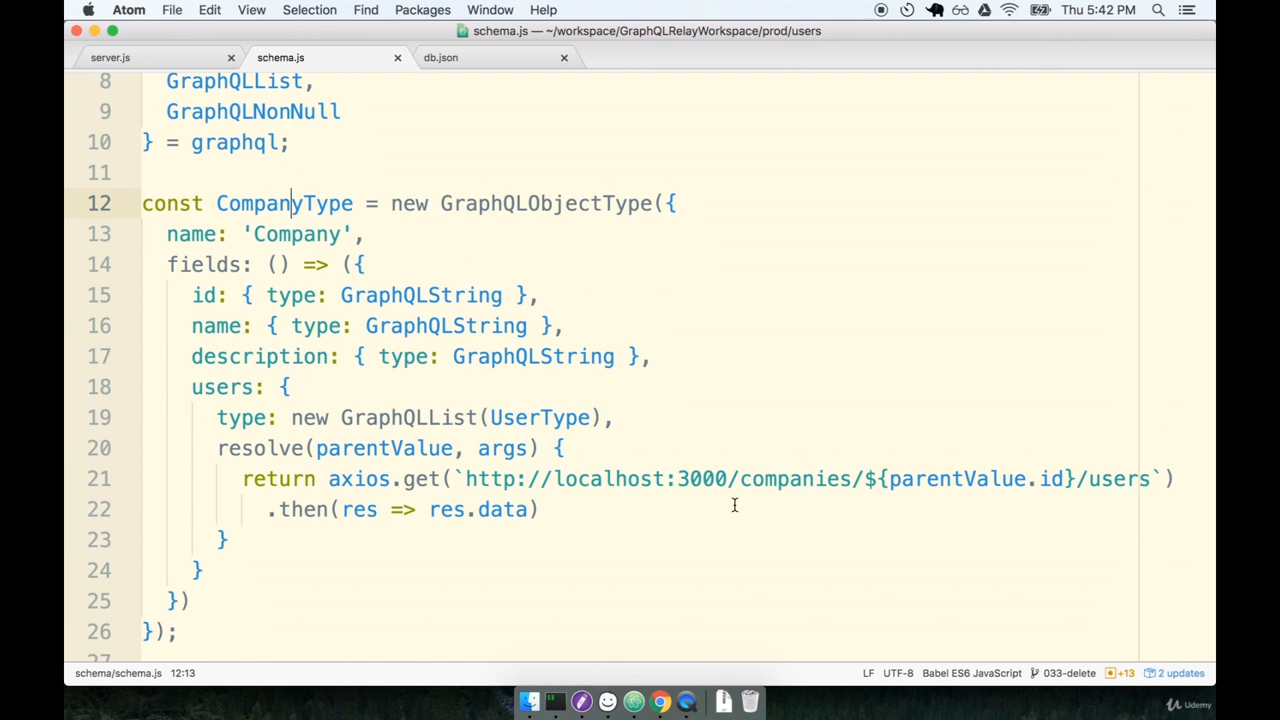 Atom File Edit View Selection Find Packages Window Help Thu 5:42 PM
schema.js — ~/workspace/GraphQLRelayWorkspace/prod/users
server.js schema.js db.json
8 GraphQLList,
9 GraphQLNonNull
10 } = graphql;
11
12 const CompanyType = new GraphQLObjectType({
13 name: 'Company',
14 fields: () => ({
15 id: { type: GraphQLString },
16 name: { type: GraphQLString },
17 description: { type: GraphQLString },
18 users: {
19 type: new GraphQLList(UserType),
20 resolve(parentValue, args) {
21 return axios.get(`http://localhost:3000/companies/${parentValue.id}/users`)
22 .then(res => res.data)
23 }
24 }
25 })
26 });
27
schema/schema.js 12:13 LF UTF-8 Babel ES6 JavaScript 033-delete +13 2 updates
Udemy